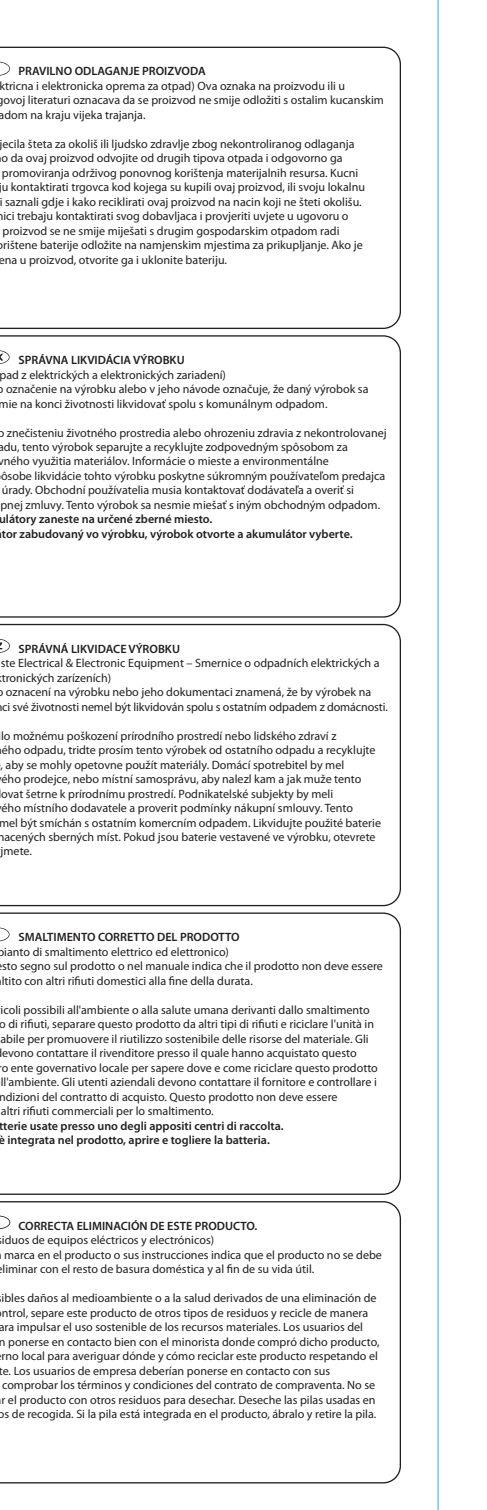 PRAVILNO ODLAGANJE PROIZVODA
ktricna i elektronicka oprema za otpad) Ova oznaka na proizvodu ili u
govoj literaturi oznacava da se proizvod ne smije odložiti s ostalim kucanskim
adom na kraju vijeka trajanja.
jecila šteta za okoliš ili ljudsko zdravlje zbog nekontroliranog odlaganja
no da ovaj proizvod odvojite od drugih tipova otpada i odgovorno ga
promoviranja održivog ponovnog korištenja materijalnih resursa. Kucni
ju kontaktirati trgovca kod kojega su kupili ovaj proizvod, ili svoju lokalnu
i saznali gdje i kako reciklirati ovaj proizvod na nacin koji ne šteti okolišu.
nici trebaju kontaktirati svog dobavljaca i provjeriti uvjete u ugovoru o
proizvod se ne smije miješati s drugim gospodarskim otpadom radi
orištene baterije odložite na namjenskim mjestima za prikupljanje. Ako je
ena u proizvod, otvorite ga i uklonite bateriju.
SPRÁVNA LIKVIDÁCIA VÝROBKU
pad z elektrických a elektronických zariadení)
o označenie na výrobku alebo v jeho návode označuje, že daný výrobok sa
mie na konci životnosti likvidovať spolu s komunálnym odpadom.
o znečisteniu životného prostredia alebo ohrozeniu zdravia z nekontrolovanej
adu, tento výrobok separujte a recyklujte zodpovedným spôsobom za
vného využitia materiálov. Informácie o mieste a environmentálne
pôsobe likvidácie tohto výrobku poskytne súkromným používateľom predajca
úrady. Obchodní používatelia musia kontaktovať dodávateľa a overiť si
pnej zmluvy. Tento výrobok sa nesmie miešať s iným obchodným odpadom.
ulátory zaneste na určené zberné miesto.
átor zabudovaný vo výrobku, výrobok otvorte a akumulátor vyberte.
SPRÁVNÁ LIKVIDACE VÝROBKU
ste Electrical & Electronic Equipment – Smernice o odpadních elektrických a
ktronických zarízeních)
o oznacení na výrobku nebo jeho dokumentaci znamená, že by výrobek na
nci své životnosti nemel být likvidován spolu s ostatním odpadem z domácnosti.
ilo možnému poškození prírodního prostredí nebo lidského zdraví z
ného odpadu, tridte prosím tento výrobek od ostatního odpadu a recyklujte
, aby se mohly opetovne použít materiály. Domácí spotrebitel by mel
vého prodejce, nebo místní samosprávu, aby nalezl kam a jak muže tento
lovat šetrne k prírodnímu prostredí. Podnikatelské subjekty by meli
vého místního dodavatele a proverit podmínky nákupní smlouvy. Tento
mel být smíchán s ostatním komercním odpadem. Likvidujte použité baterie
nacených sberných míst. Pokud jsou baterie vestavené ve výrobku, otevrete
jmete.
SMALTIMENTO CORRETTO DEL PRODOTTO
pianto di smaltimento elettrico ed elettronico)
esto segno sul prodotto o nel manuale indica che il prodotto non deve essere
altito con altri rifiuti domestici alla fine della durata.
icoli possibili all'ambiente o alla salute umana derivanti dallo smaltimento
o di rifiuti, separare questo prodotto da altri tipi di rifiuti e riciclare l'unità in
abile per promuovere il riutilizzo sostenibile delle risorse del materiale. Gli
devono contattare il rivenditore presso il quale hanno acquistato questo
ro ente governativo locale per sapere dove e come riciclare questo prodotto
ell'ambiente. Gli utenti aziendali devono contattare il fornitore e controllare i
ndizioni del contratto di acquisto. Questo prodotto non deve essere
altri rifiuti commerciali per lo smaltimento.
tterie usate presso uno degli appositi centri di raccolta.
è integrata nel prodotto, aprire e togliere la batteria.
CORRECTA ELIMINACIÓN DE ESTE PRODUCTO.
siduos de equipos eléctricos y electrónicos)
a marca en el producto o sus instrucciones indica que el producto no se debe
eliminar con el resto de basura doméstica y al fin de su vida útil.
sibles daños al medioambiente o a la salud derivados de una eliminación de
ontrol, separe este producto de otros tipos de residuos y recicle de manera
ara impulsar el uso sostenible de los recursos materiales. Los usuarios del
n ponerse en contacto bien con el minorista donde compró dicho producto,
erno local para averiguar dónde y cómo reciclar este producto respetando el
te. Los usuarios de empresa deberían ponerse en contacto con sus
comprobar los términos y condiciones del contrato de compraventa. No se
ar el producto con otros residuos para desechar. Deseche las pilas usadas en
os de recogida. Si la pila está integrada en el producto, ábralo y retire la pila.